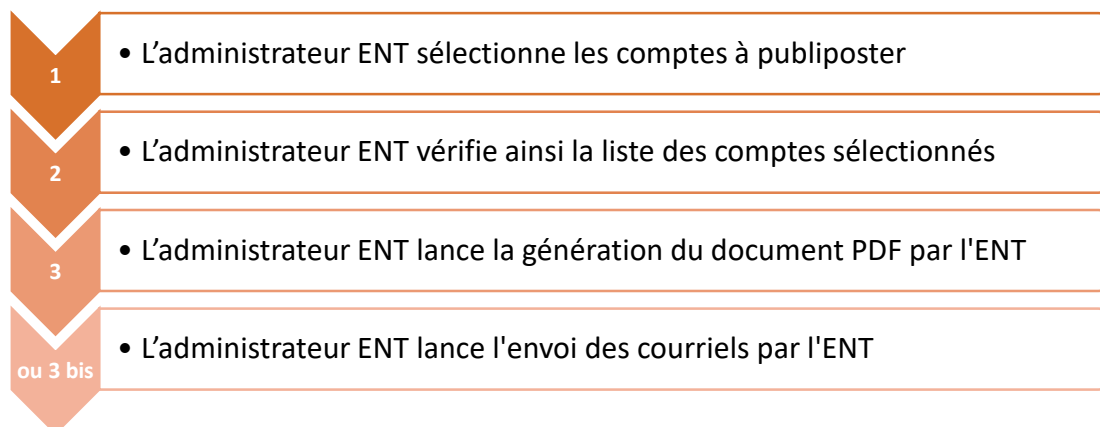 1
• L’administrateur ENT sélectionne les comptes à publiposter
2
• L’administrateur ENT vérifie ainsi la liste des comptes sélectionnés
3
• L’administrateur ENT lance la génération du document PDF par l'ENT
ou 3 bis
• L’administrateur ENT lance l'envoi des courriels par l'ENT